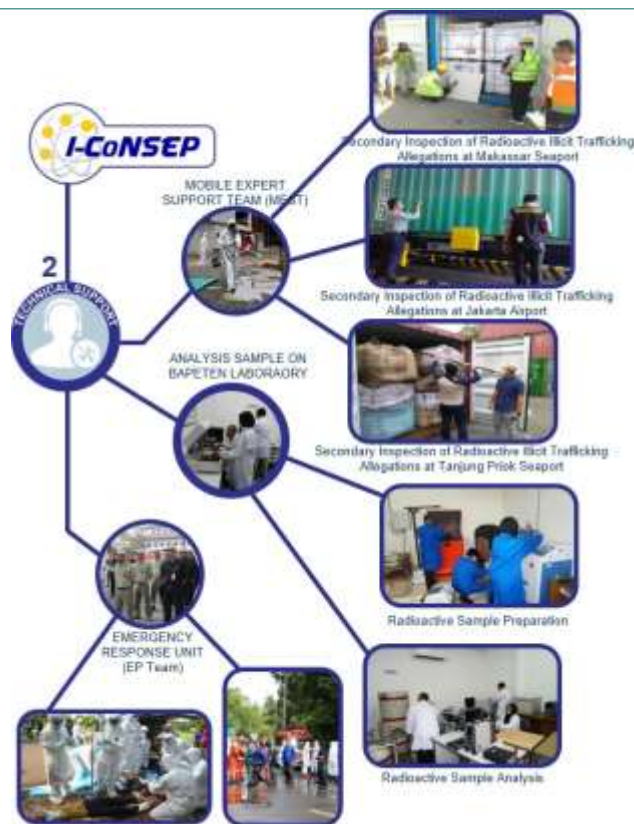 I-CoNSEP
2
TECHNICAL SUPPORT
MOBILE EXPERT
SUPPORT TEAM (MEST)
Secondary Inspection of Radioactive Illicit Trafficking
Allegations at Makassar Seaport
Secondary Inspection of Radioactive Illicit Trafficking
Allegations at Jakarta Airport
ANALYSIS SAMPLE ON
BAPETEN LABORAORY
Secondary Inspection of Radioactive Illicit Trafficking
Allegations at Tanjung Priok Seaport
Radioactive Sample Preparation
EMERGENCY
RESPONSE UNIT
(EP Team)
Radioactive Sample Analysis